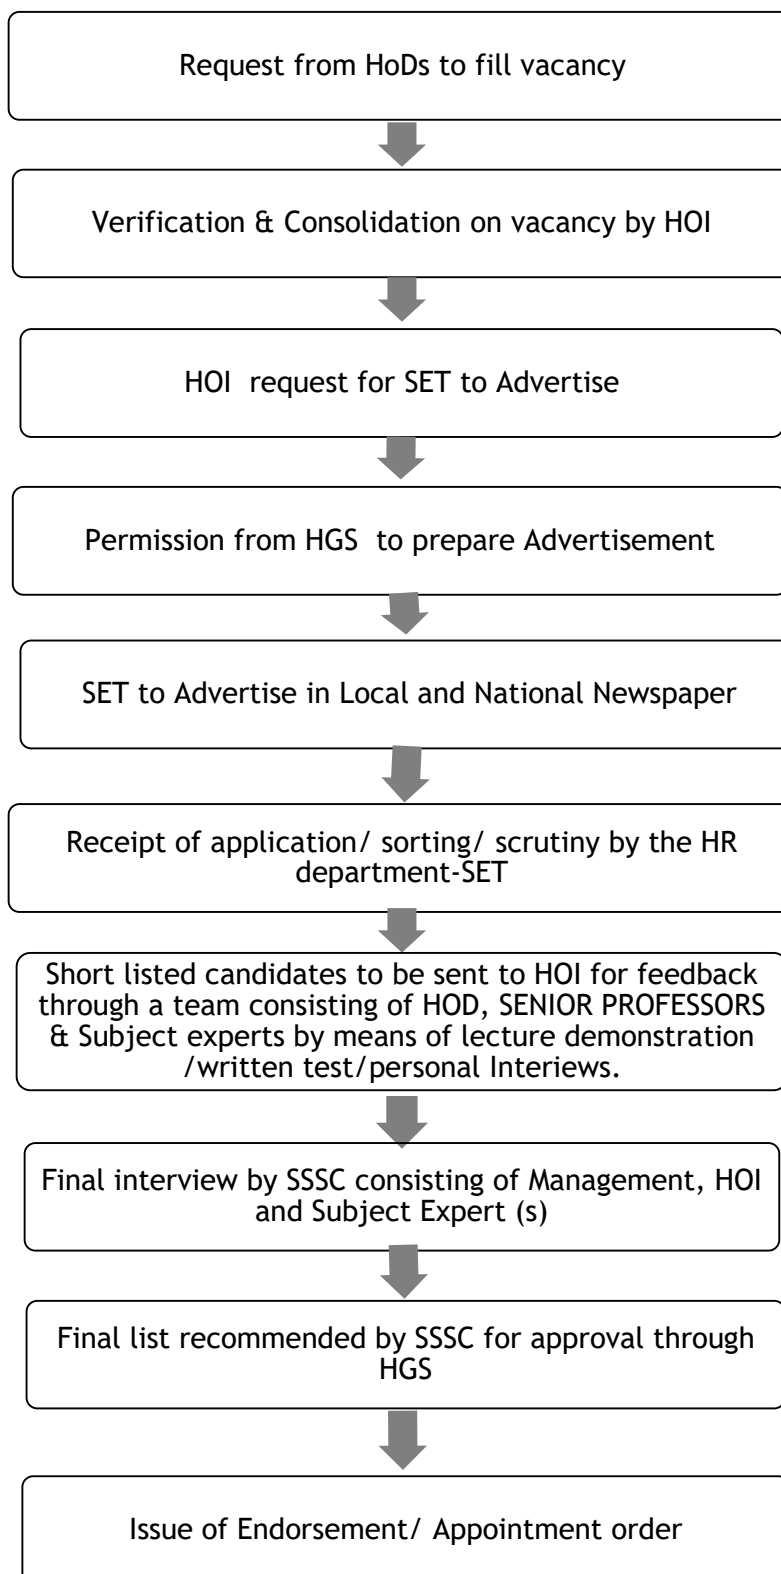 Request from HoDs to fill vacancy
Verification & Consolidation on vacancy by HOI
HOI  request for SET to Advertise
Permission from HGS  to prepare Advertisement
SET to Advertise in Local and National Newspaper
Receipt of application/ sorting/ scrutiny by the HR
department-SET
Short listed candidates to be sent to HOI for feedback
through a team consisting of HOD, SENIOR PROFESSORS
& Subject experts by means of lecture demonstration
/written test/personal Interiews.
Final interview by SSSC consisting of Management, HOI
and Subject Expert (s)
Final list recommended by SSSC for approval through
HGS
Issue of Endorsement/ Appointment order